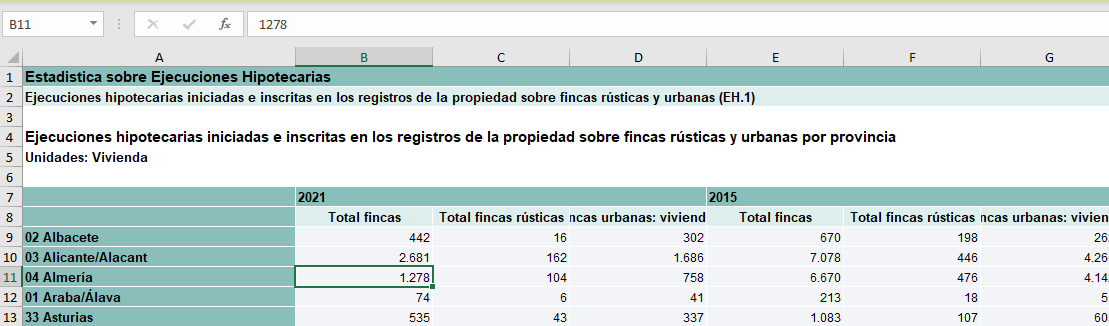 B11 fx 1278
A B C D E F G
1 Estadistica sobre Ejecuciones Hipotecarias
2 Ejecuciones hipotecarias iniciadas e inscritas en los registros de la propiedad sobre fincas rústicas y urbanas (EH.1)
3
4 Ejecuciones hipotecarias iniciadas e inscritas en los registros de la propiedad sobre fincas rústicas y urbanas por provincia
5 Unidades: Vivienda
6
7 2021 2015
8 Total fincas Total fincas rústicas ncas urbanas: viviend Total fincas Total fincas rústicas ncas urbanas: vivien
9 02 Albacete 442 16 302 670 198 26
10 03 Alicante/Alacant 2.681 162 1.686 7.078 446 4.26
11 04 Almería 1.278 104 758 6.670 476 4.14
12 01 Araba/Álava 74 6 41 213 18 5
13 33 Asturias 535 43 337 1.083 107 60